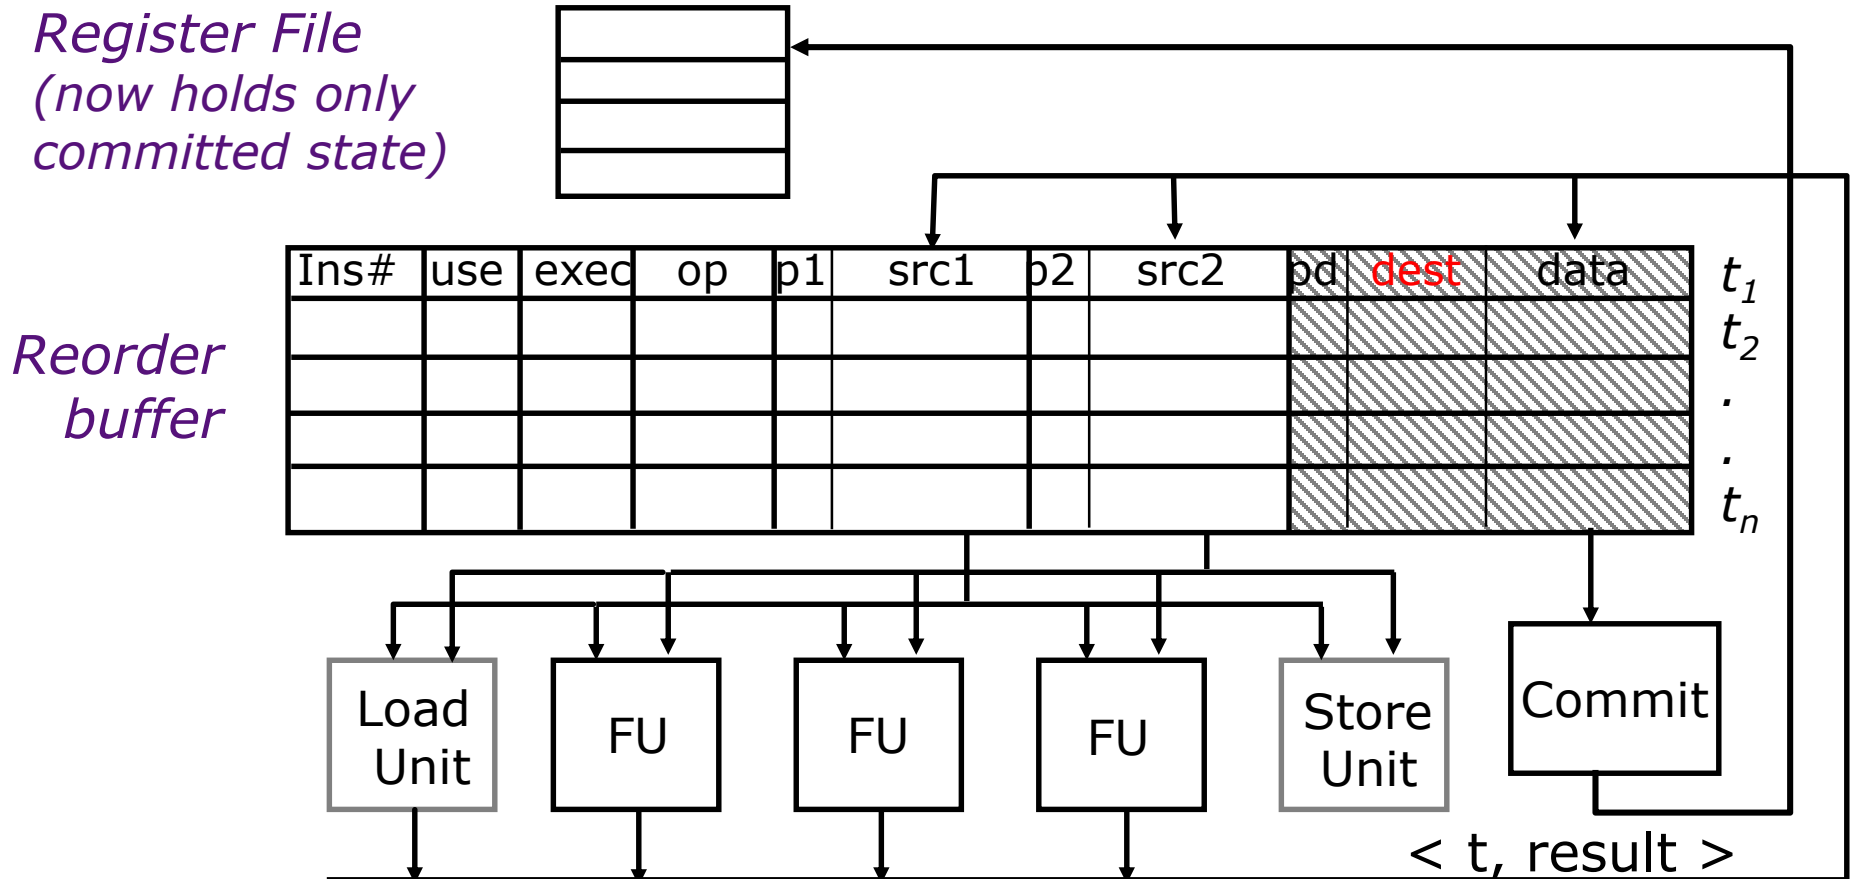 Register File
(now holds only
committed state)
Ins# use exec op p1 src1 p2 src2 pd dest data t1
t2
.
.
tn
Reorder
buffer
Load
Unit
FU
FU
FU
Store
Unit
Commit
< t, result >